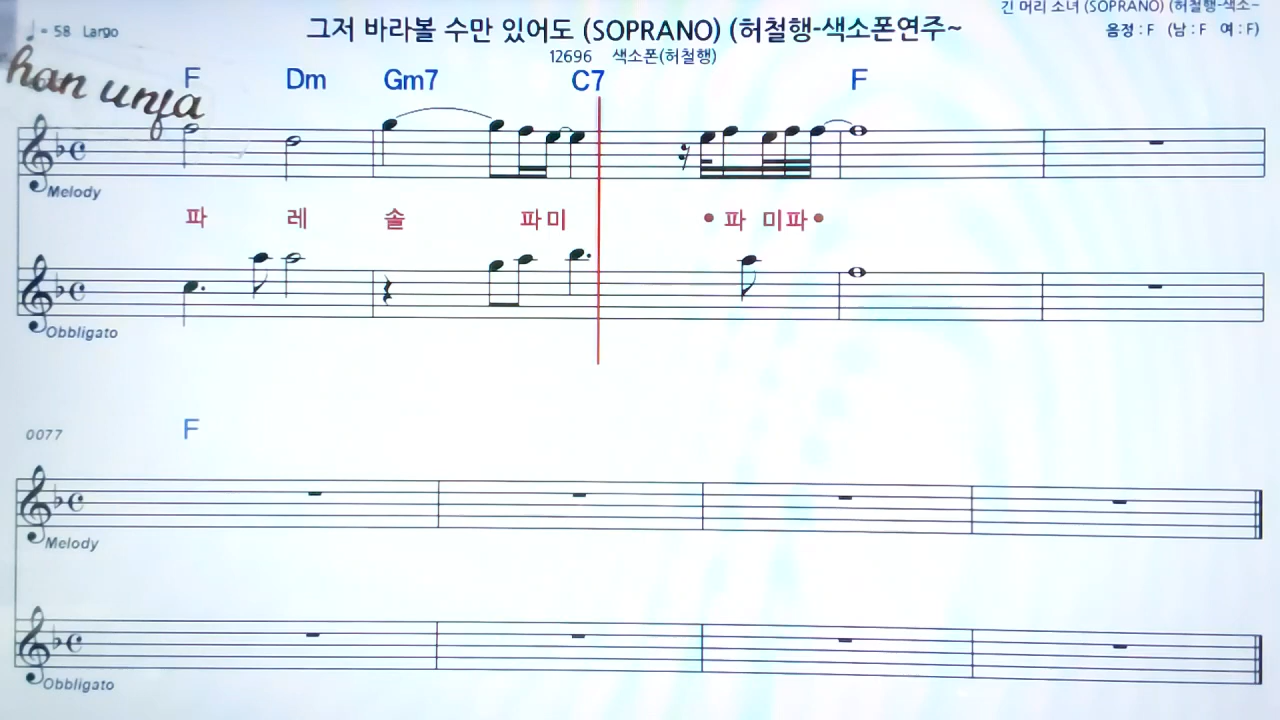 긴 머리 소녀 (SOPRANO) (허철행-색소~
♩ = 58 Largo
그저 바라볼 수만 있어도 (SOPRANO) (허철행-색소폰연주~
음정 : F (남 : F 여 : F)
12696 색소폰(허철행)
han unja
F Dm Gm7 C7 F
Melody
파 레 솔 파 미 • 파 미 파 •
Obbligato
0077 F
Melody
Obbligato